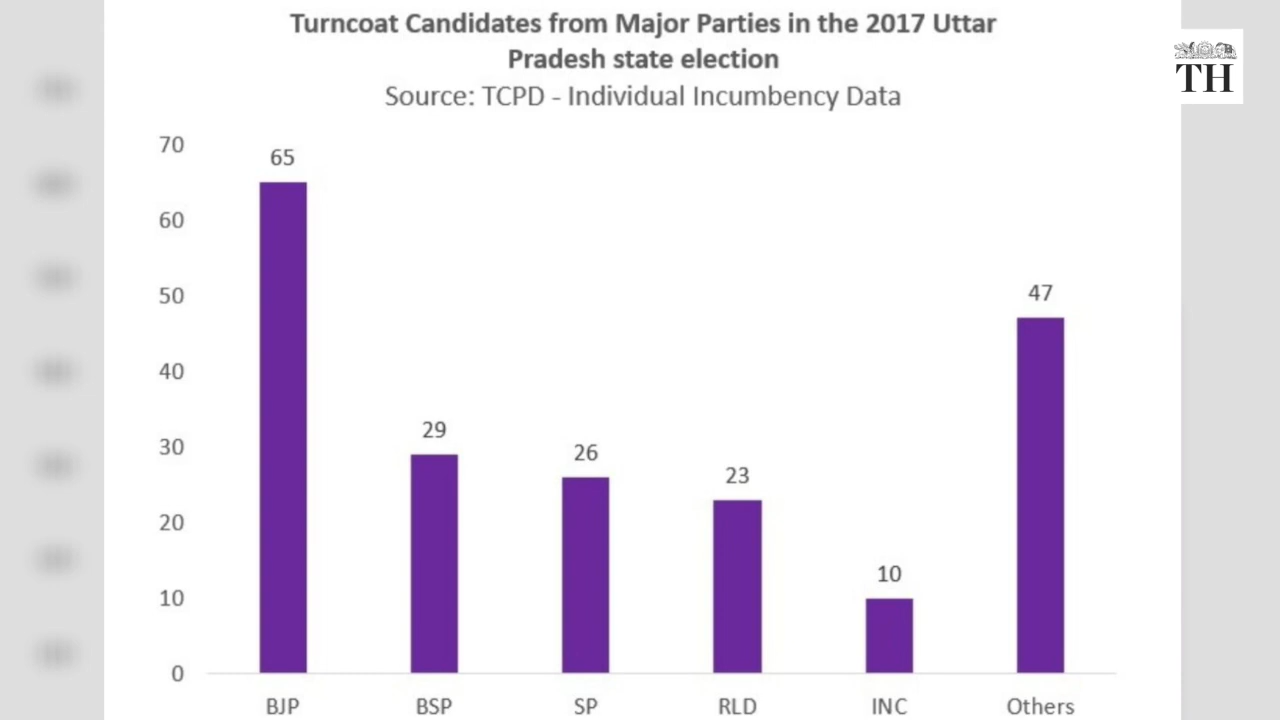 Turncoat Candidates from Major Parties in the 2017 Uttar
Pradesh state election
Source: TCPD - Individual Incumbency Data
TH
70
60
50
40
30
20
10
0
65
29
26
23
10
47
BJP BSP SP RLD INC Others